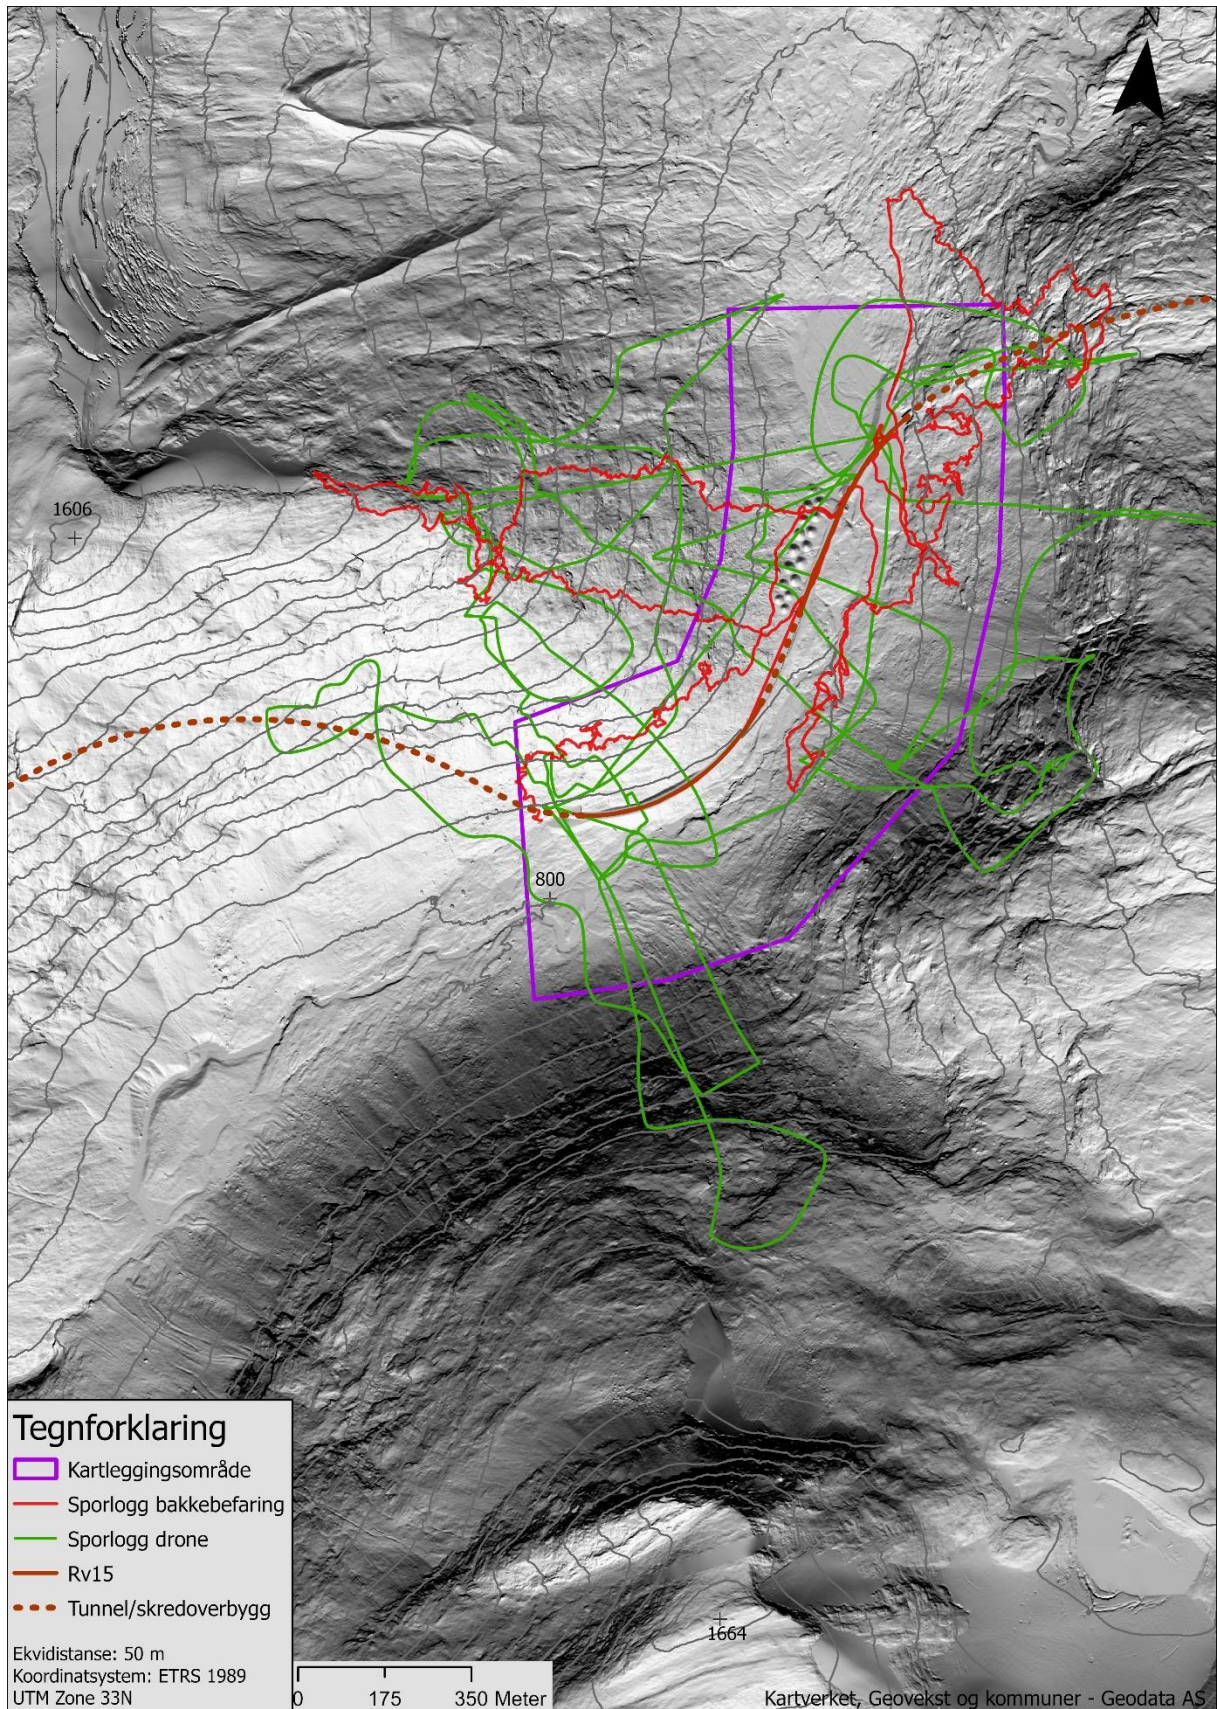 1606
800
Tegnforklaring
Kartleggingsområde
Sporlogg bakkebefaring
Sporlogg drone
Rv15
Tunnel/skredoverbygg
Ekvidistanse: 50 m
Koordinatsystem: ETRS 1989
UTM Zone 33N
0 175 350 Meter
1664
Kartverket, Geovekst og kommuner - Geodata AS